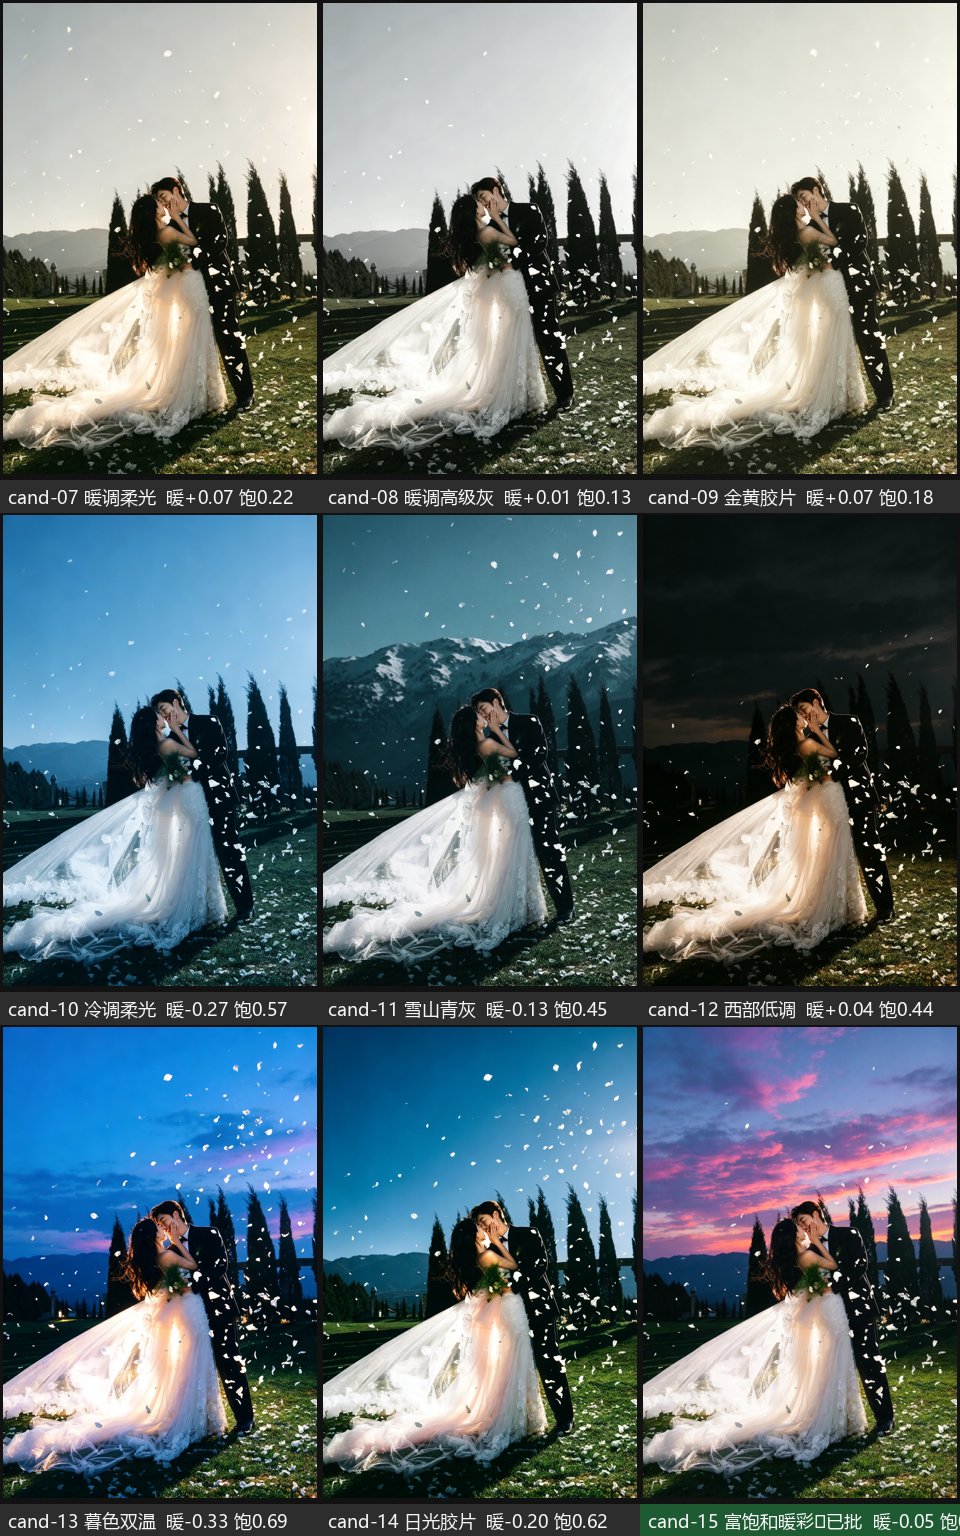 cand-07 暖调柔光 暖+0.07 饱0.22
cand-08 暖调高级灰 暖+0.01 饱0.13
cand-09 金黄胶片 暖+0.07 饱0.18
cand-10 冷调柔光 暖-0.27 饱0.57
cand-11 雪山青灰 暖-0.13 饱0.45
cand-12 西部低调 暖+0.04 饱0.44
cand-13 暮色双温 暖-0.33 饱0.69
cand-14 日光胶片 暖-0.20 饱0.62
cand-15 富饱和暖彩▯已批 暖-0.05 饱